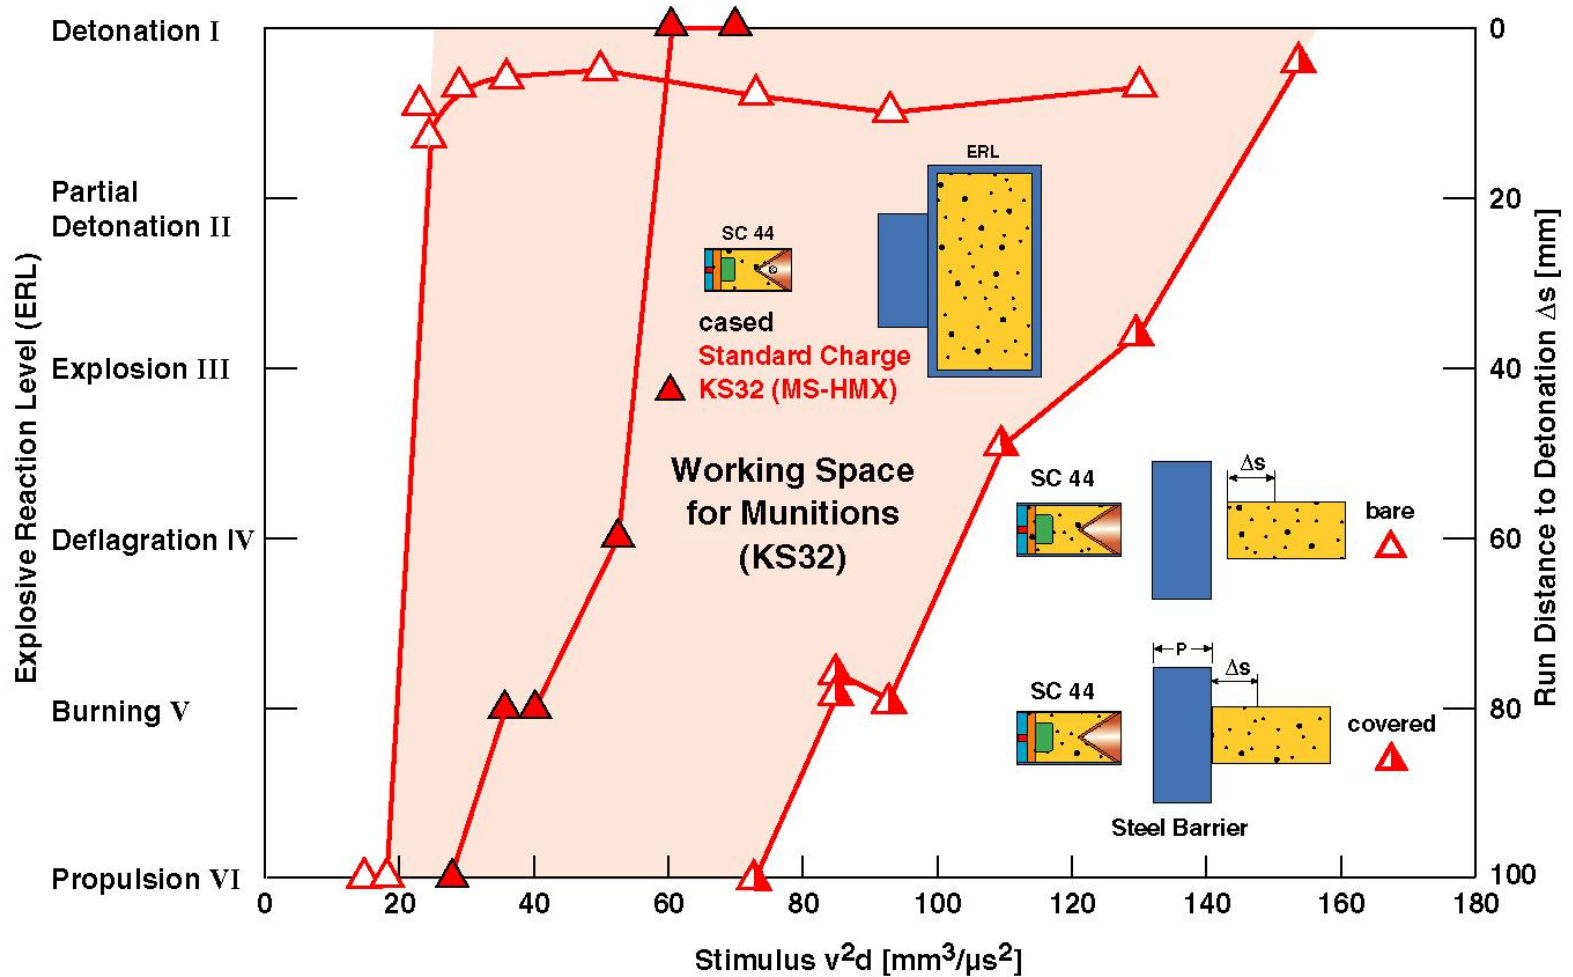 Detonation I
Partial
Detonation II
Explosion III
Deflagration IV
Burning V
Propulsion VI
Explosive Reaction Level (ERL)
0
20
40
60
80
100
Run Distance to Detonation Δs [mm]
0
20
40
60
80
100
120
140
160
180
Stimulus v²d [mm³/µs²]
ERL
SC 44
cased
Standard Charge
KS32 (MS-HMX)
Working Space
for Munitions
(KS32)
SC 44
Δs
bare
P
Δs
SC 44
covered
Steel Barrier